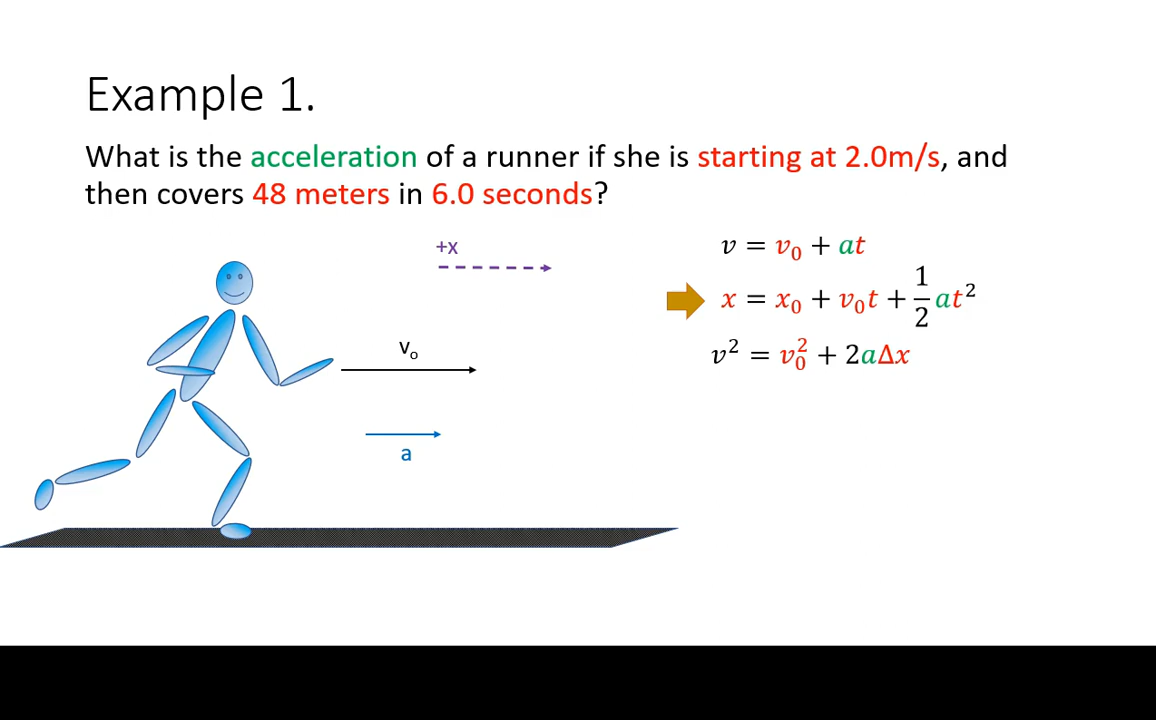 Example 1.
What is the acceleration of a runner if she is starting at 2.0m/s, and
then covers 48 meters in 6.0 seconds?
+x
v = v₀ + at
x = x₀ + v₀t + 1/2 at²
vₒ
v² = v₀² + 2aΔx
a